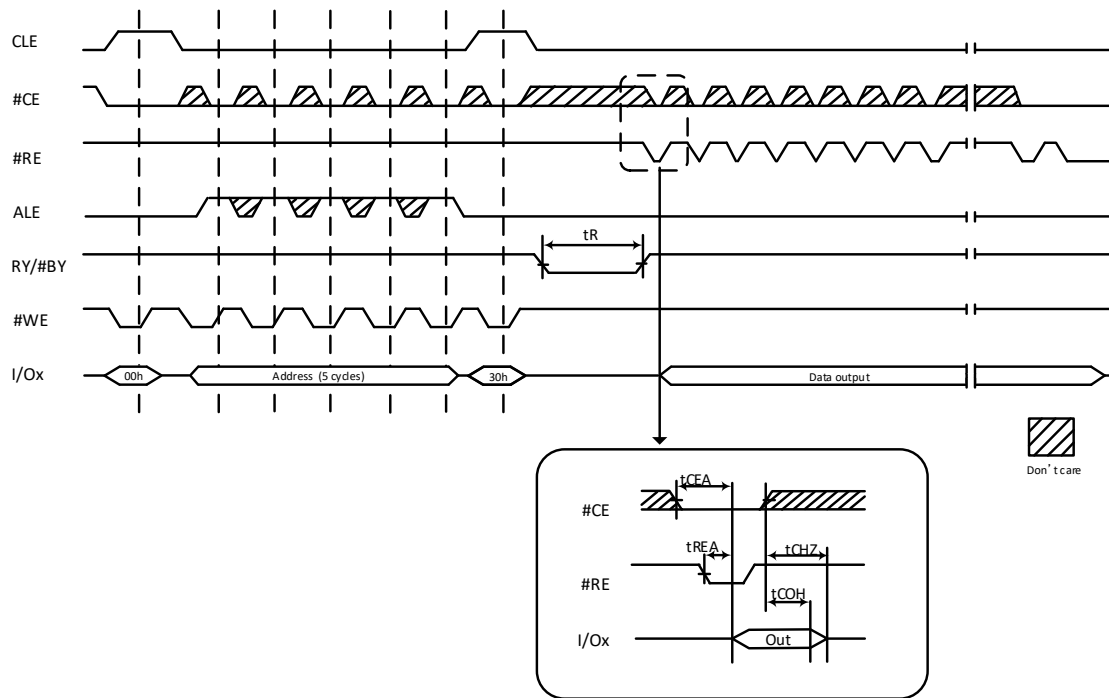 CLE
#CE
#RE
ALE
tR
RY/#BY
#WE
I/Ox
00h
Address (5 cycles)
30h
Data output
Don't care
tCEA
#CE
tREA
tCHZ
#RE
tCOH
I/Ox
Out